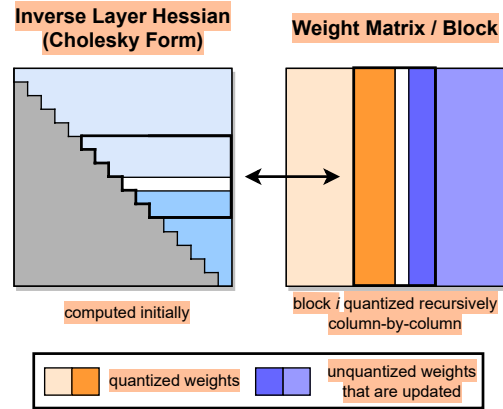 Inverse Layer Hessian
(Cholesky Form)
Weight Matrix / Block
computed initially
block i quantized recursively
column-by-column
quantized weights
unquantized weights
that are updated